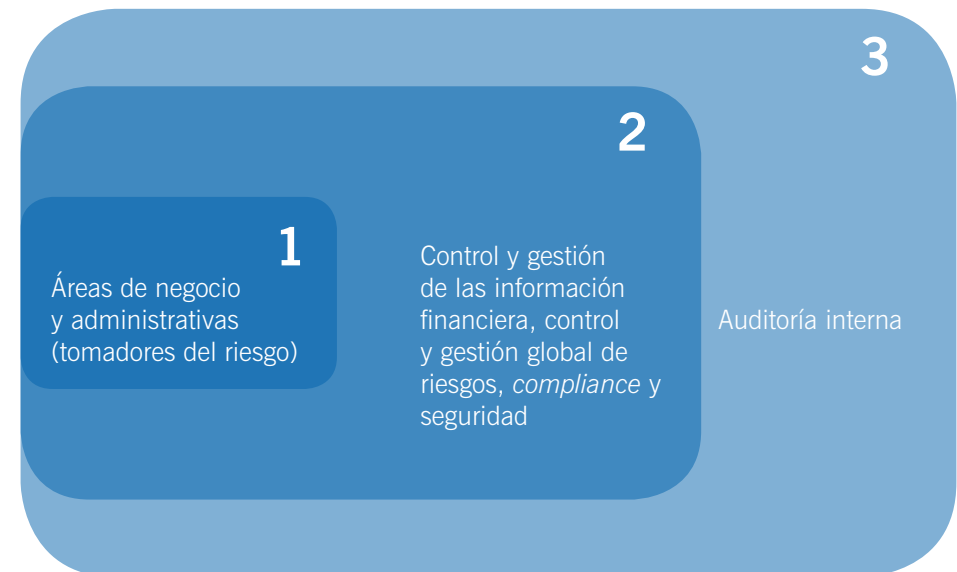 3
2
1
Áreas de negocio
y administrativas
(tomadores del riesgo)
Control y gestión
de las información
financiera, control
y gestión global de
riesgos, compliance y
seguridad
Auditoría interna